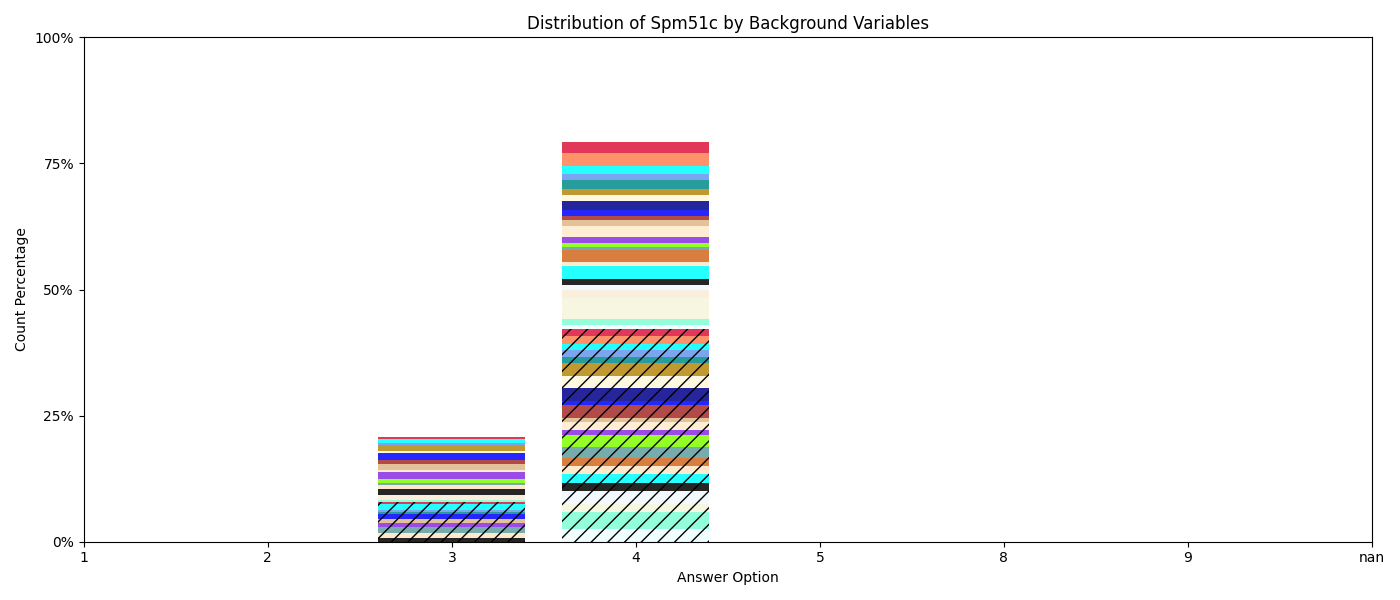 Distribution of Spm51c by Background Variables
100%
75%
50%
25%
0%
Count Percentage
1 2 3 4 5 8 9 nan
Answer Option